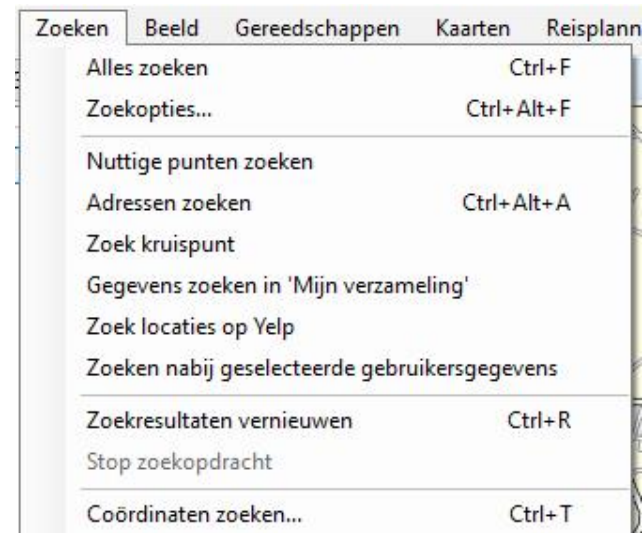 Zoeken Beeld Gereedschappen Kaarten Reisplann
Alles zoeken Ctrl+F
Zoekopties... Ctrl+Alt+F
Nuttige punten zoeken
Adressen zoeken Ctrl+Alt+A
Zoek kruispunt
Gegevens zoeken in 'Mijn verzameling'
Zoek locaties op Yelp
Zoeken nabij geselecteerde gebruikersgegevens
Zoekresultaten vernieuwen Ctrl+R
Stop zoekopdracht
Coördinaten zoeken... Ctrl+T